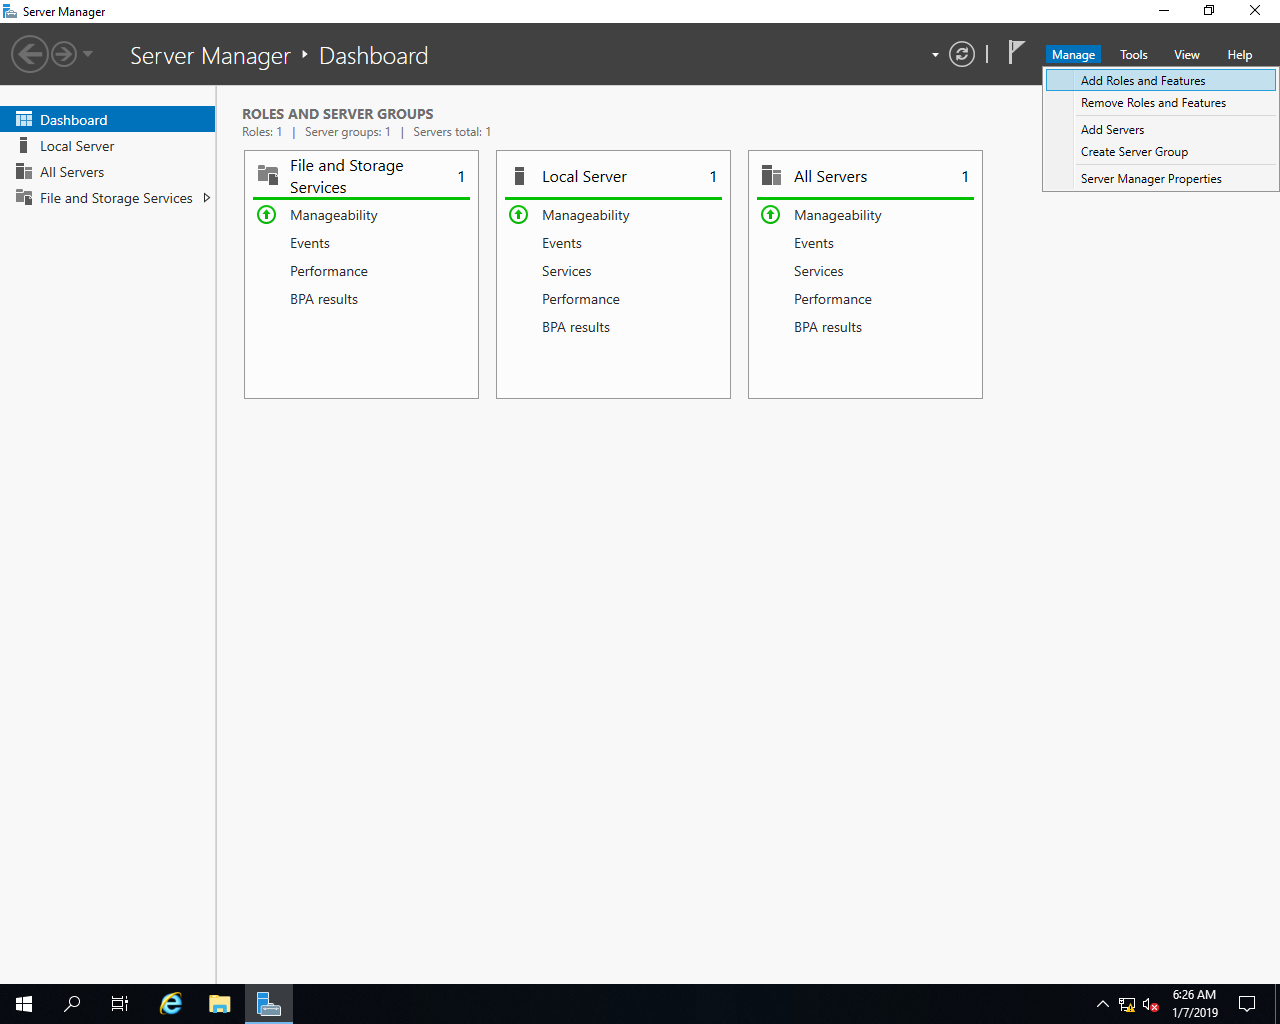 Server Manager
Server Manager ‣ Dashboard
Manage Tools View Help
Add Roles and Features
Remove Roles and Features
Add Servers
Create Server Group
Server Manager Properties
Dashboard
Local Server
All Servers
File and Storage Services
ROLES AND SERVER GROUPS
Roles: 1 | Server groups: 1 | Servers total: 1
File and Storage
Services
1
Manageability
Events
Performance
BPA results
Local Server 1
Manageability
Events
Services
Performance
BPA results
All Servers 1
Manageability
Events
Services
Performance
BPA results
6:26 AM
1/7/2019